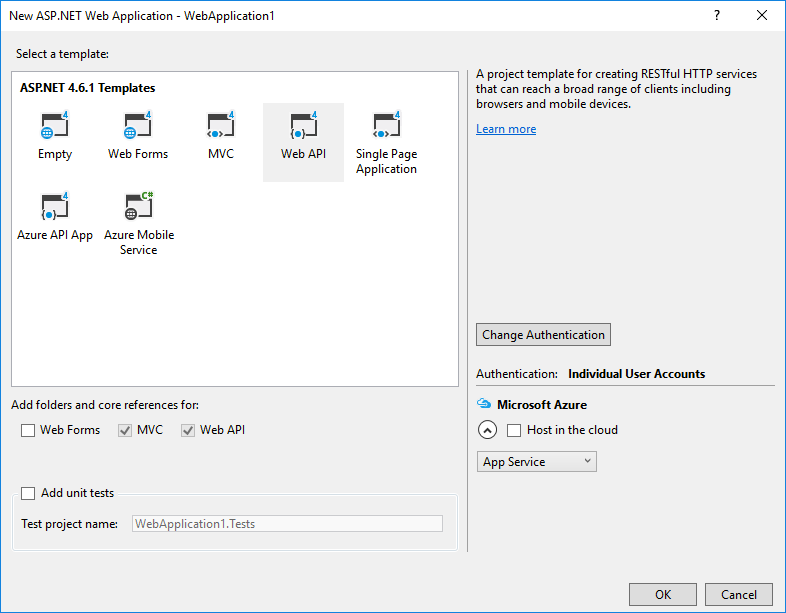 New ASP.NET Web Application - WebApplication1
?
Select a template:
ASP.NET 4.6.1 Templates
4
Empty
4
Web Forms
4
MVC
4
Web API
4
Single Page
Application
4
Azure API App
C#
Azure Mobile
Service
A project template for creating RESTful HTTP services
that can reach a broad range of clients including
browsers and mobile devices.
Learn more
Change Authentication
Authentication: Individual User Accounts
Microsoft Azure
Host in the cloud
App Service
Add folders and core references for:
Web Forms MVC Web API
Add unit tests
Test project name: WebApplication1.Tests
OK Cancel